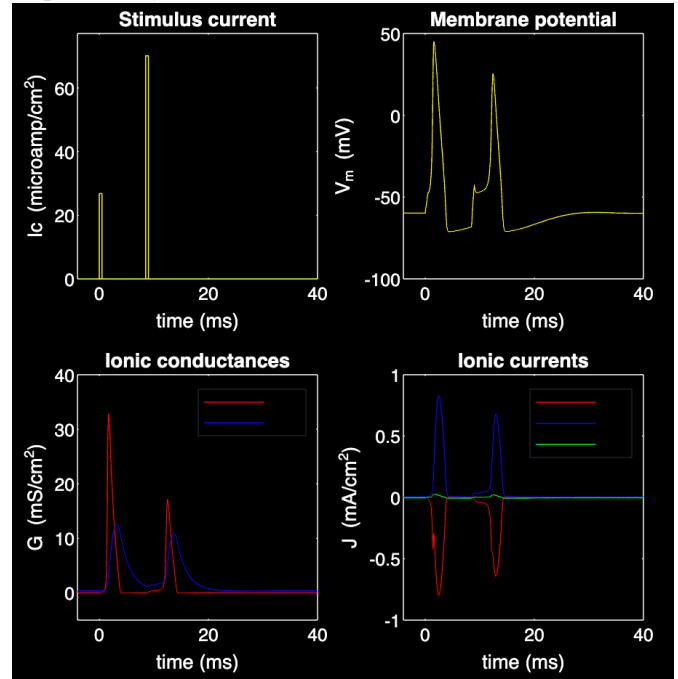 Stimulus current
Ic (microamp/cm²)
60
40
20
0
0
20
40
time (ms)
Membrane potential
Vₘ (mV)
50
0
-50
-100
0
20
40
time (ms)
Ionic conductances
G (mS/cm²)
40
30
20
10
0
0
20
40
time (ms)
Ionic currents
J (mA/cm²)
1
0.5
0
-0.5
-1
0
20
40
time (ms)